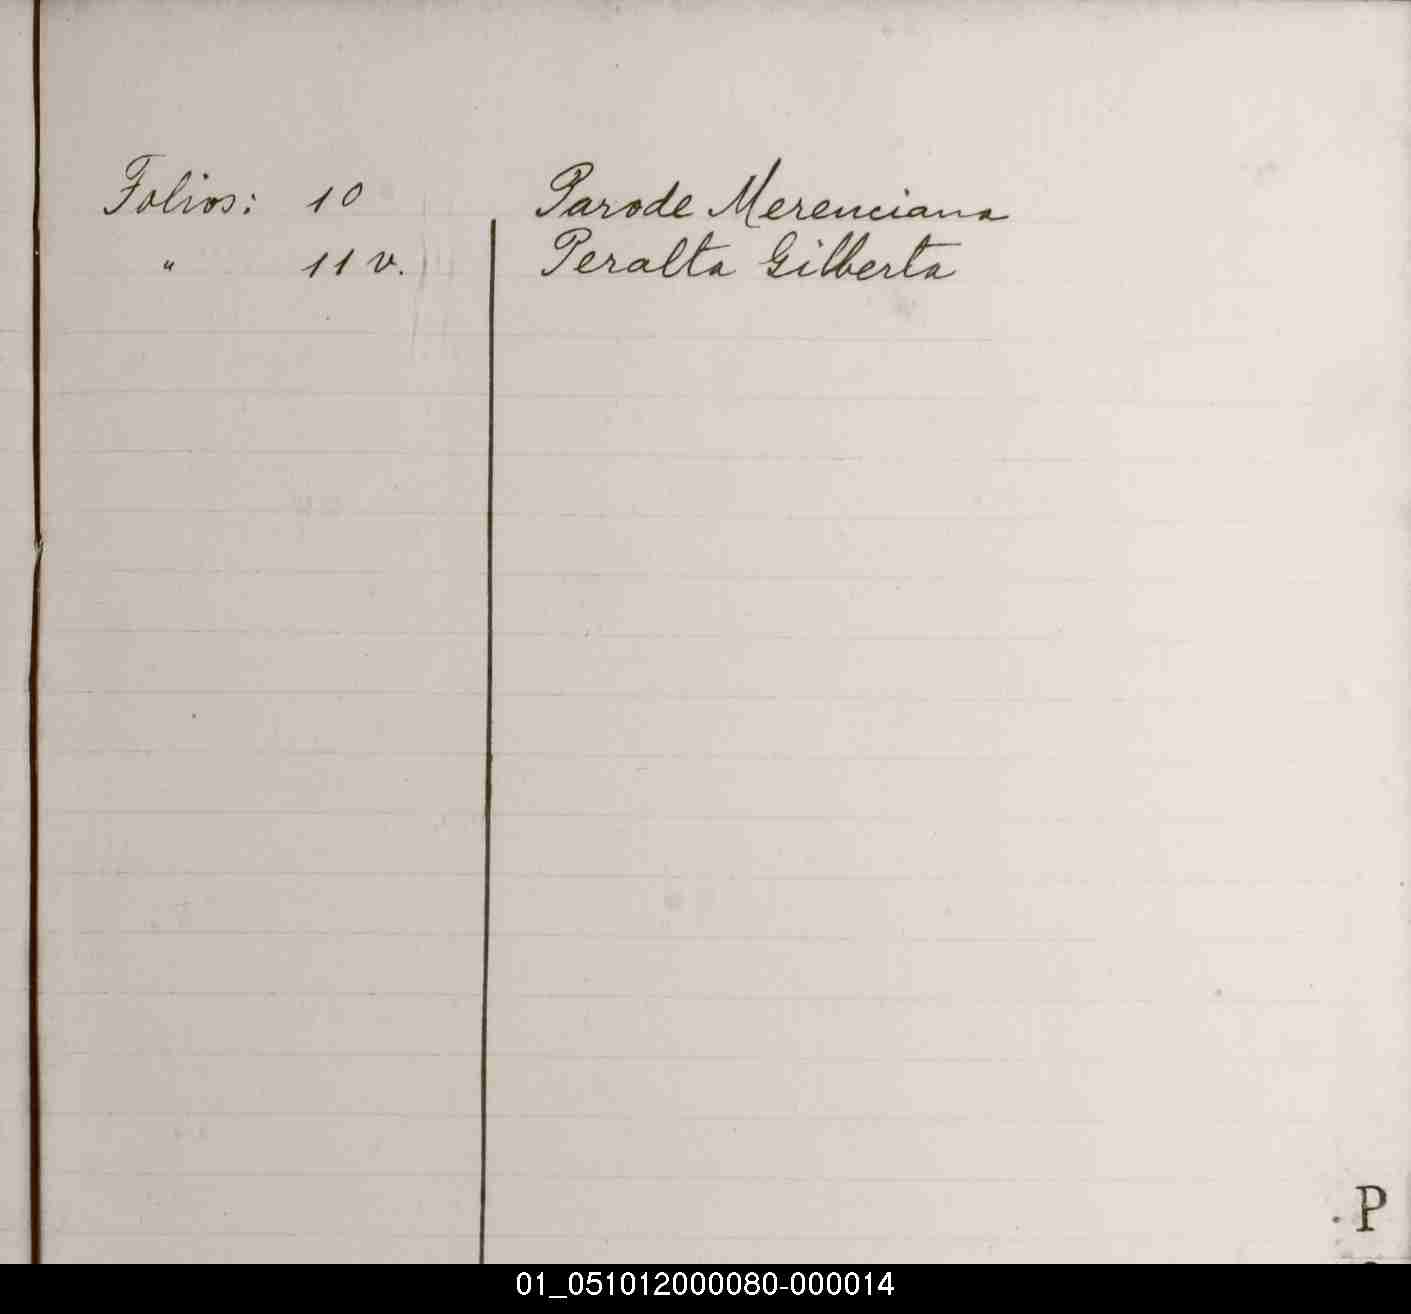 Folios: 10 Parode Merenciana
" 11 v. Peralta Gilberta
P
01_051012000080-000014